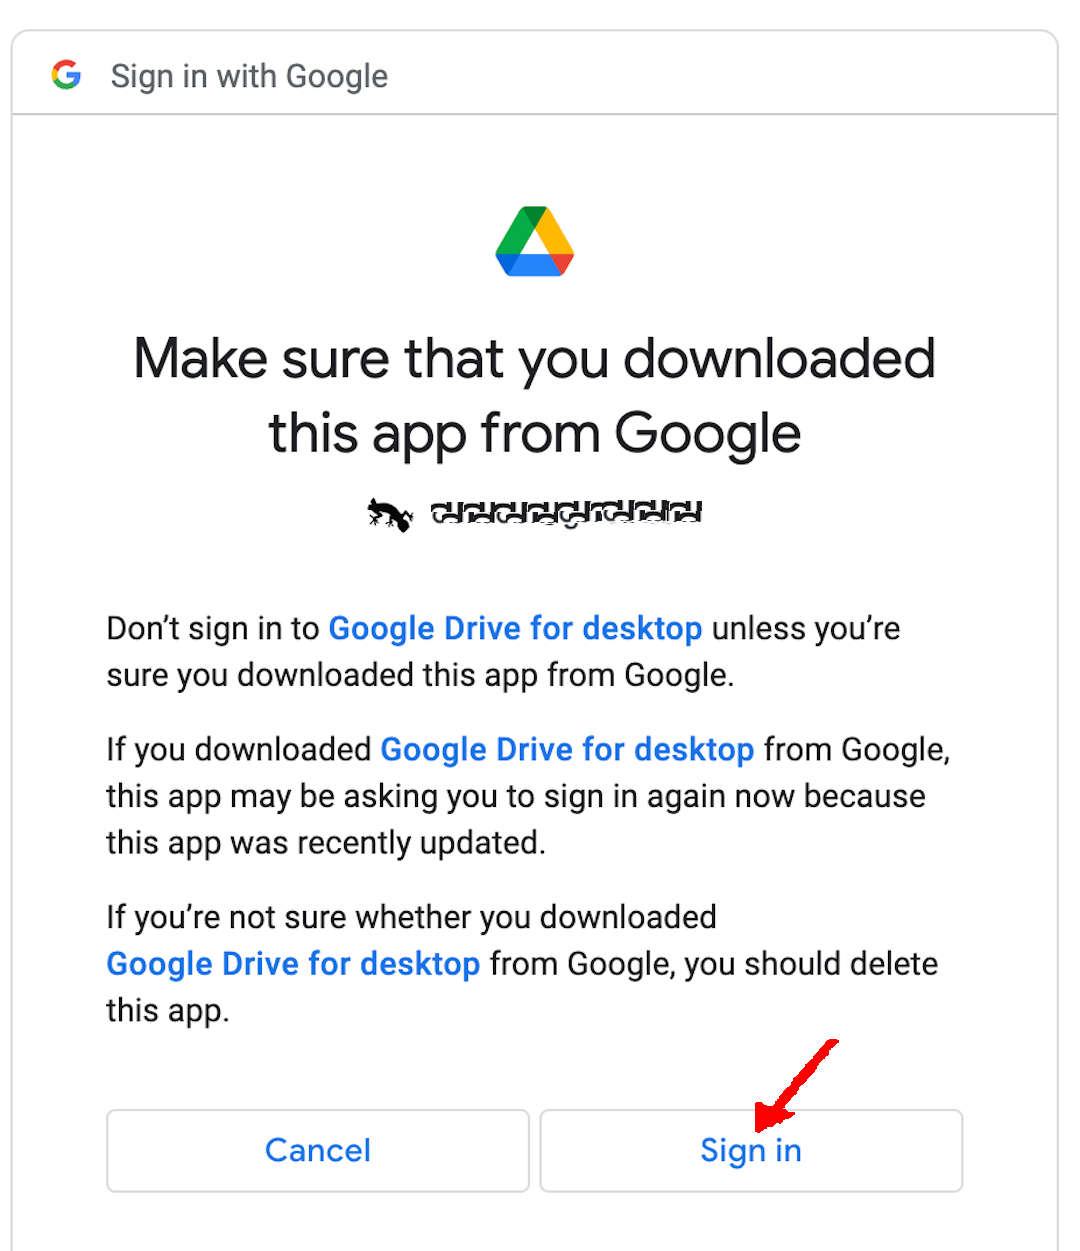 Sign in with Google
Make sure that you downloaded
this app from Google
Don’t sign in to Google Drive for desktop unless you’re
sure you downloaded this app from Google.
If you downloaded Google Drive for desktop from Google,
this app may be asking you to sign in again now because
this app was recently updated.
If you’re not sure whether you downloaded
Google Drive for desktop from Google, you should delete
this app.
Cancel
Sign in